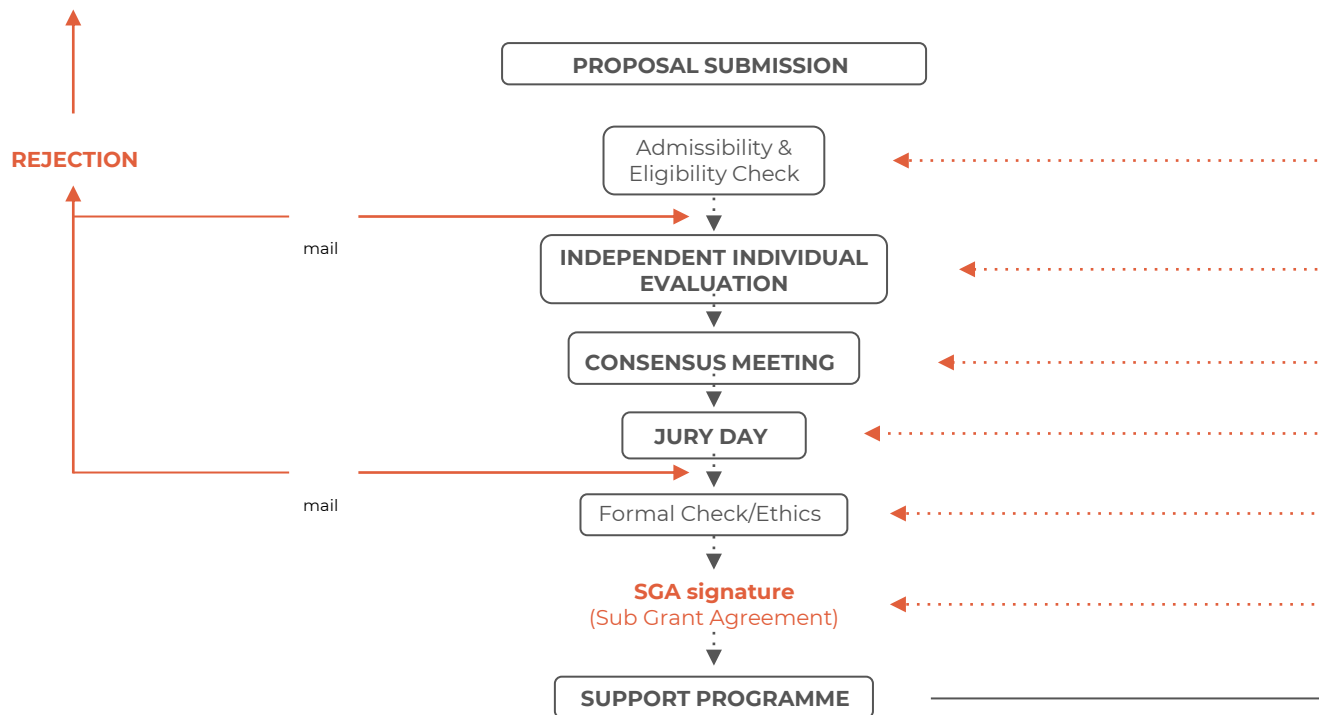 PROPOSAL SUBMISSION
Admissibility &
Eligibility Check
REJECTION
mail
INDEPENDENT INDIVIDUAL
EVALUATION
CONSENSUS MEETING
JURY DAY
mail
Formal Check/Ethics
SGA signature
(Sub Grant Agreement)
SUPPORT PROGRAMME